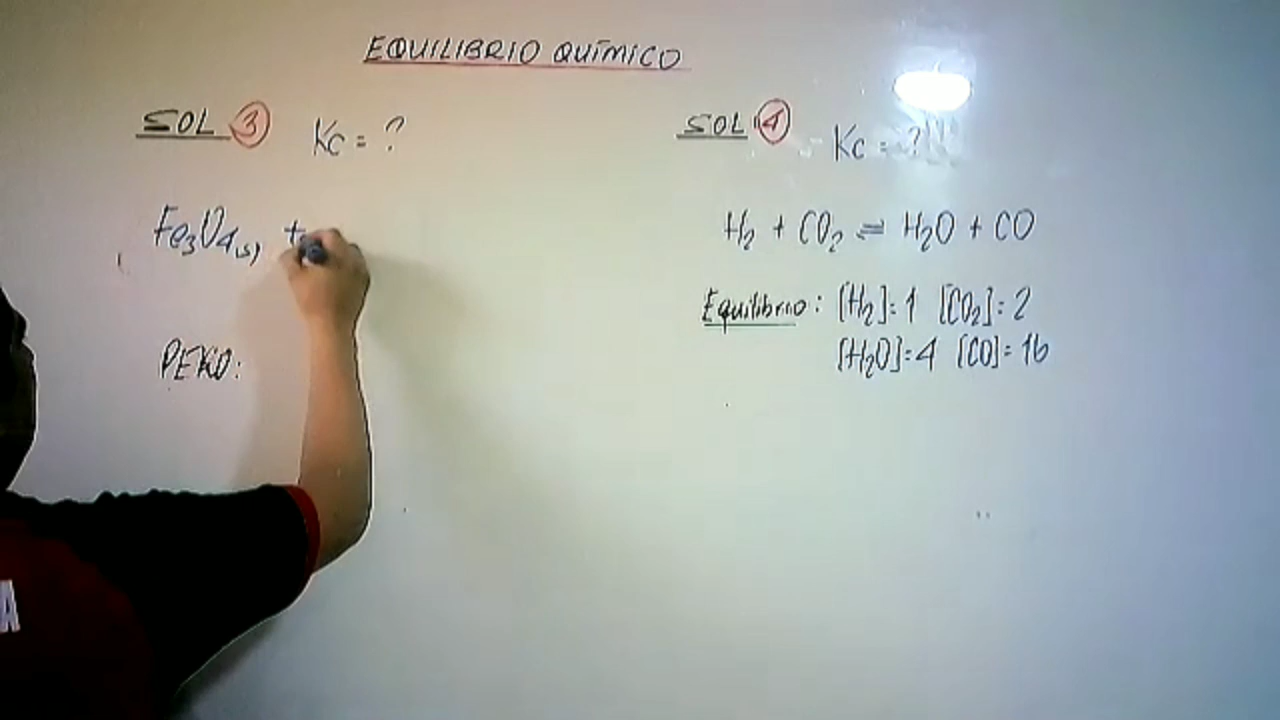 EQUILIBRIO QUÍMICO
SOL 3 Kc = ?
Fe₃O₄(s) +
PERO:
SOL 4 Kc = ?
H₂ + CO₂ ⇌ H₂O + CO
Equilibrio: [H₂]: 1 [CO₂]: 2
[H₂O]: 4 [CO]: 16
A